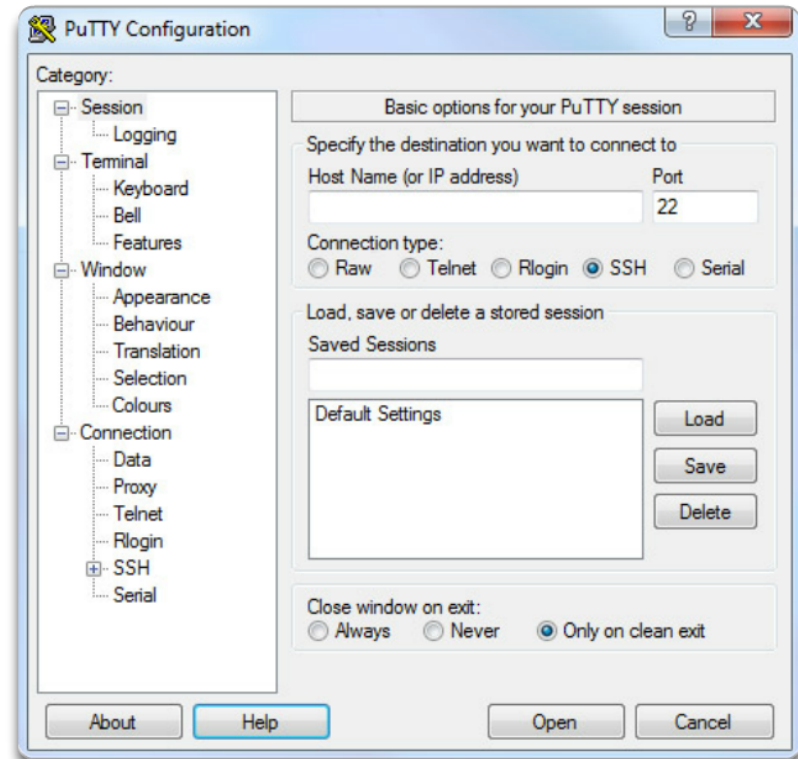 PuTTY Configuration
?
X
Category:
Session
Logging
Terminal
Keyboard
Bell
Features
Window
Appearance
Behaviour
Translation
Selection
Colours
Connection
Data
Proxy
Telnet
Rlogin
SSH
Serial
Basic options for your PuTTY session
Specify the destination you want to connect to
Host Name (or IP address) Port
22
Connection type:
Raw Telnet Rlogin SSH Serial
Load, save or delete a stored session
Saved Sessions
Default Settings
Load
Save
Delete
Close window on exit:
Always Never Only on clean exit
About Help Open Cancel